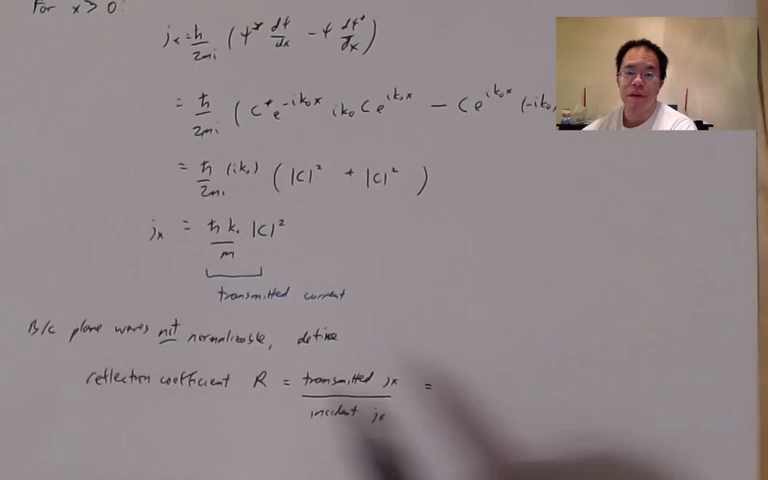 For x > 0:
jx = ħ/2mi (ψ* dψ/dx - ψ dψ*/dx)
= ħ/2mi (C* e^-ik₀x ik₀ C e^ik₀x - C e^ik₀x (-ik₀
= ħ/2mi (ik₀) (|C|² + |C|²)
jx = ħ k₀/m |C|²
transmitted current
B/c plane waves not normalizable, define
reflection coefficient R = transmitted jx / incident jx =